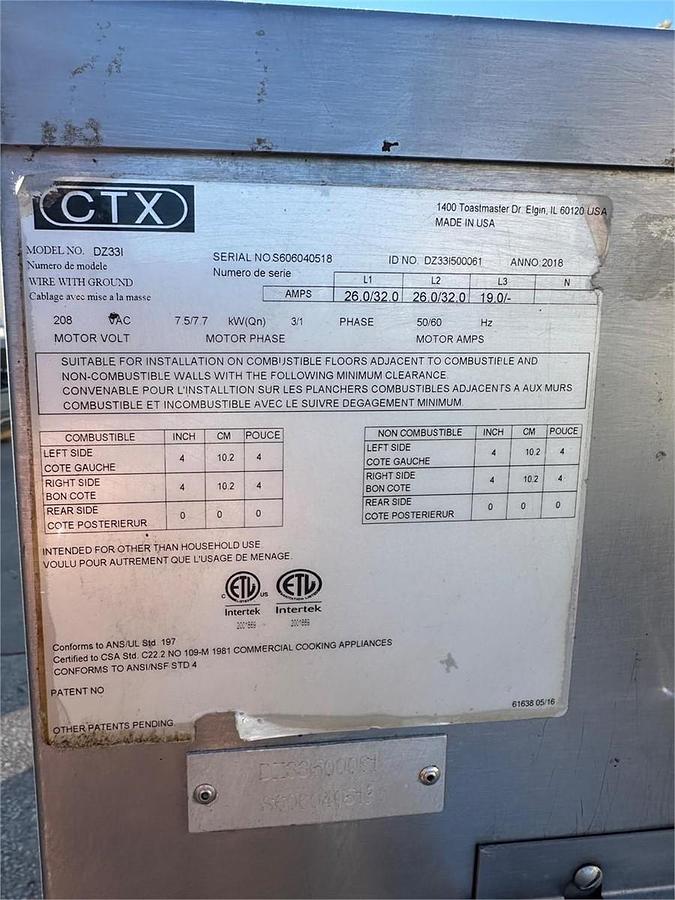 CTX
1400 Toastmaster Dr. Elgin, IL 60120 USA
MADE IN USA
MODEL NO. DZ33I
Numero de modele
SERIAL NO S606040518
Numero de serie
ID NO. DZ33I500061
ANNO 2018
WIRE WITH GROUND
Cablage avec mise a la masse
L1 L2 L3 N
AMPS 26.0/32.0 26.0/32.0 19.0/-
208 VAC 7.5/7.7 kW(Qn) 3/1 PHASE 50/60 Hz
MOTOR VOLT MOTOR PHASE MOTOR AMPS
SUITABLE FOR INSTALLATION ON COMBUSTIBLE FLOORS ADJACENT TO COMBUSTIBLE AND
NON-COMBUSTIBLE WALLS WITH THE FOLLOWING MINIMUM CLEARANCE
CONVENABLE POUR L'INSTALLTION SUR LES PLANCHERS COMBUSTIBLES ADJACENTS A AUX MURS
COMBUSTIBLE ET INCOMBUSTIBLE AVEC LE SUIVRE DEGAGEMENT MINIMUM.
COMBUSTIBLE INCH CM POUCE
LEFT SIDE
COTE GAUCHE 4 10.2 4
RIGHT SIDE
BON COTE 4 10.2 4
REAR SIDE
COTE POSTERIERUR 0 0 0
NON COMBUSTIBLE INCH CM POUCE
LEFT SIDE
COTE GAUCHE 4 10.2 4
RIGHT SIDE
BON COTE 4 10.2 4
REAR SIDE
COTE POSTERIERUR 0 0 0
INTENDED FOR OTHER THAN HOUSEHOLD USE
VOULU POUR AUTREMENT QUE L'USAGE DE MENAGE.
C ETL US ETL
Intertek Intertek
2001869 2001869
Conforms to ANS/UL Std 197
Certified to CSA Std. C22.2 NO 109-M 1981 COMMERCIAL COOKING APPLIANCES
CONFORMS TO ANSI/NSF STD 4
PATENT NO
61638 05/16
OTHER PATENTS PENDING
DZ33I500061
S606040518